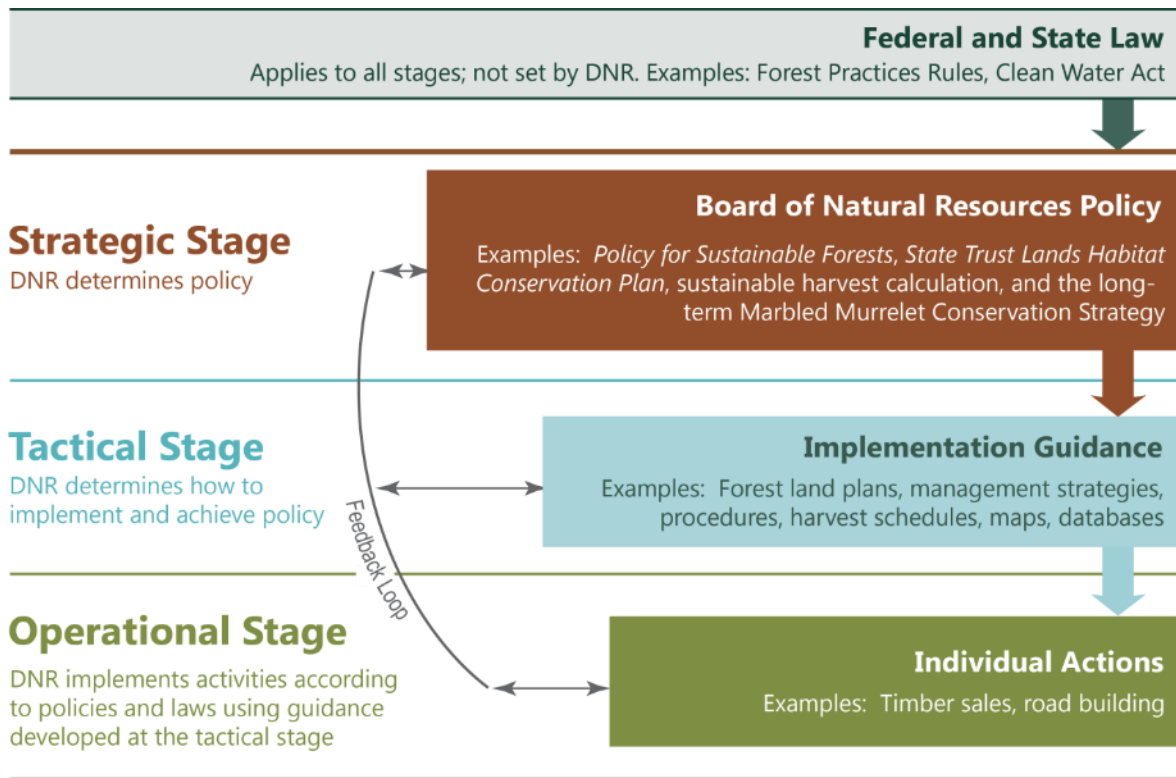 Federal and State Law
Applies to all stages; not set by DNR. Examples: Forest Practices Rules, Clean Water Act
Strategic Stage
DNR determines policy
Board of Natural Resources Policy
Examples: Policy for Sustainable Forests, State Trust Lands Habitat
Conservation Plan, sustainable harvest calculation, and the long-
term Marbled Murrelet Conservation Strategy
Tactical Stage
DNR determines how to
implement and achieve policy
Implementation Guidance
Examples: Forest land plans, management strategies,
procedures, harvest schedules, maps, databases
Feedback Loop
Operational Stage
DNR implements activities according
to policies and laws using guidance
developed at the tactical stage
Individual Actions
Examples: Timber sales, road building